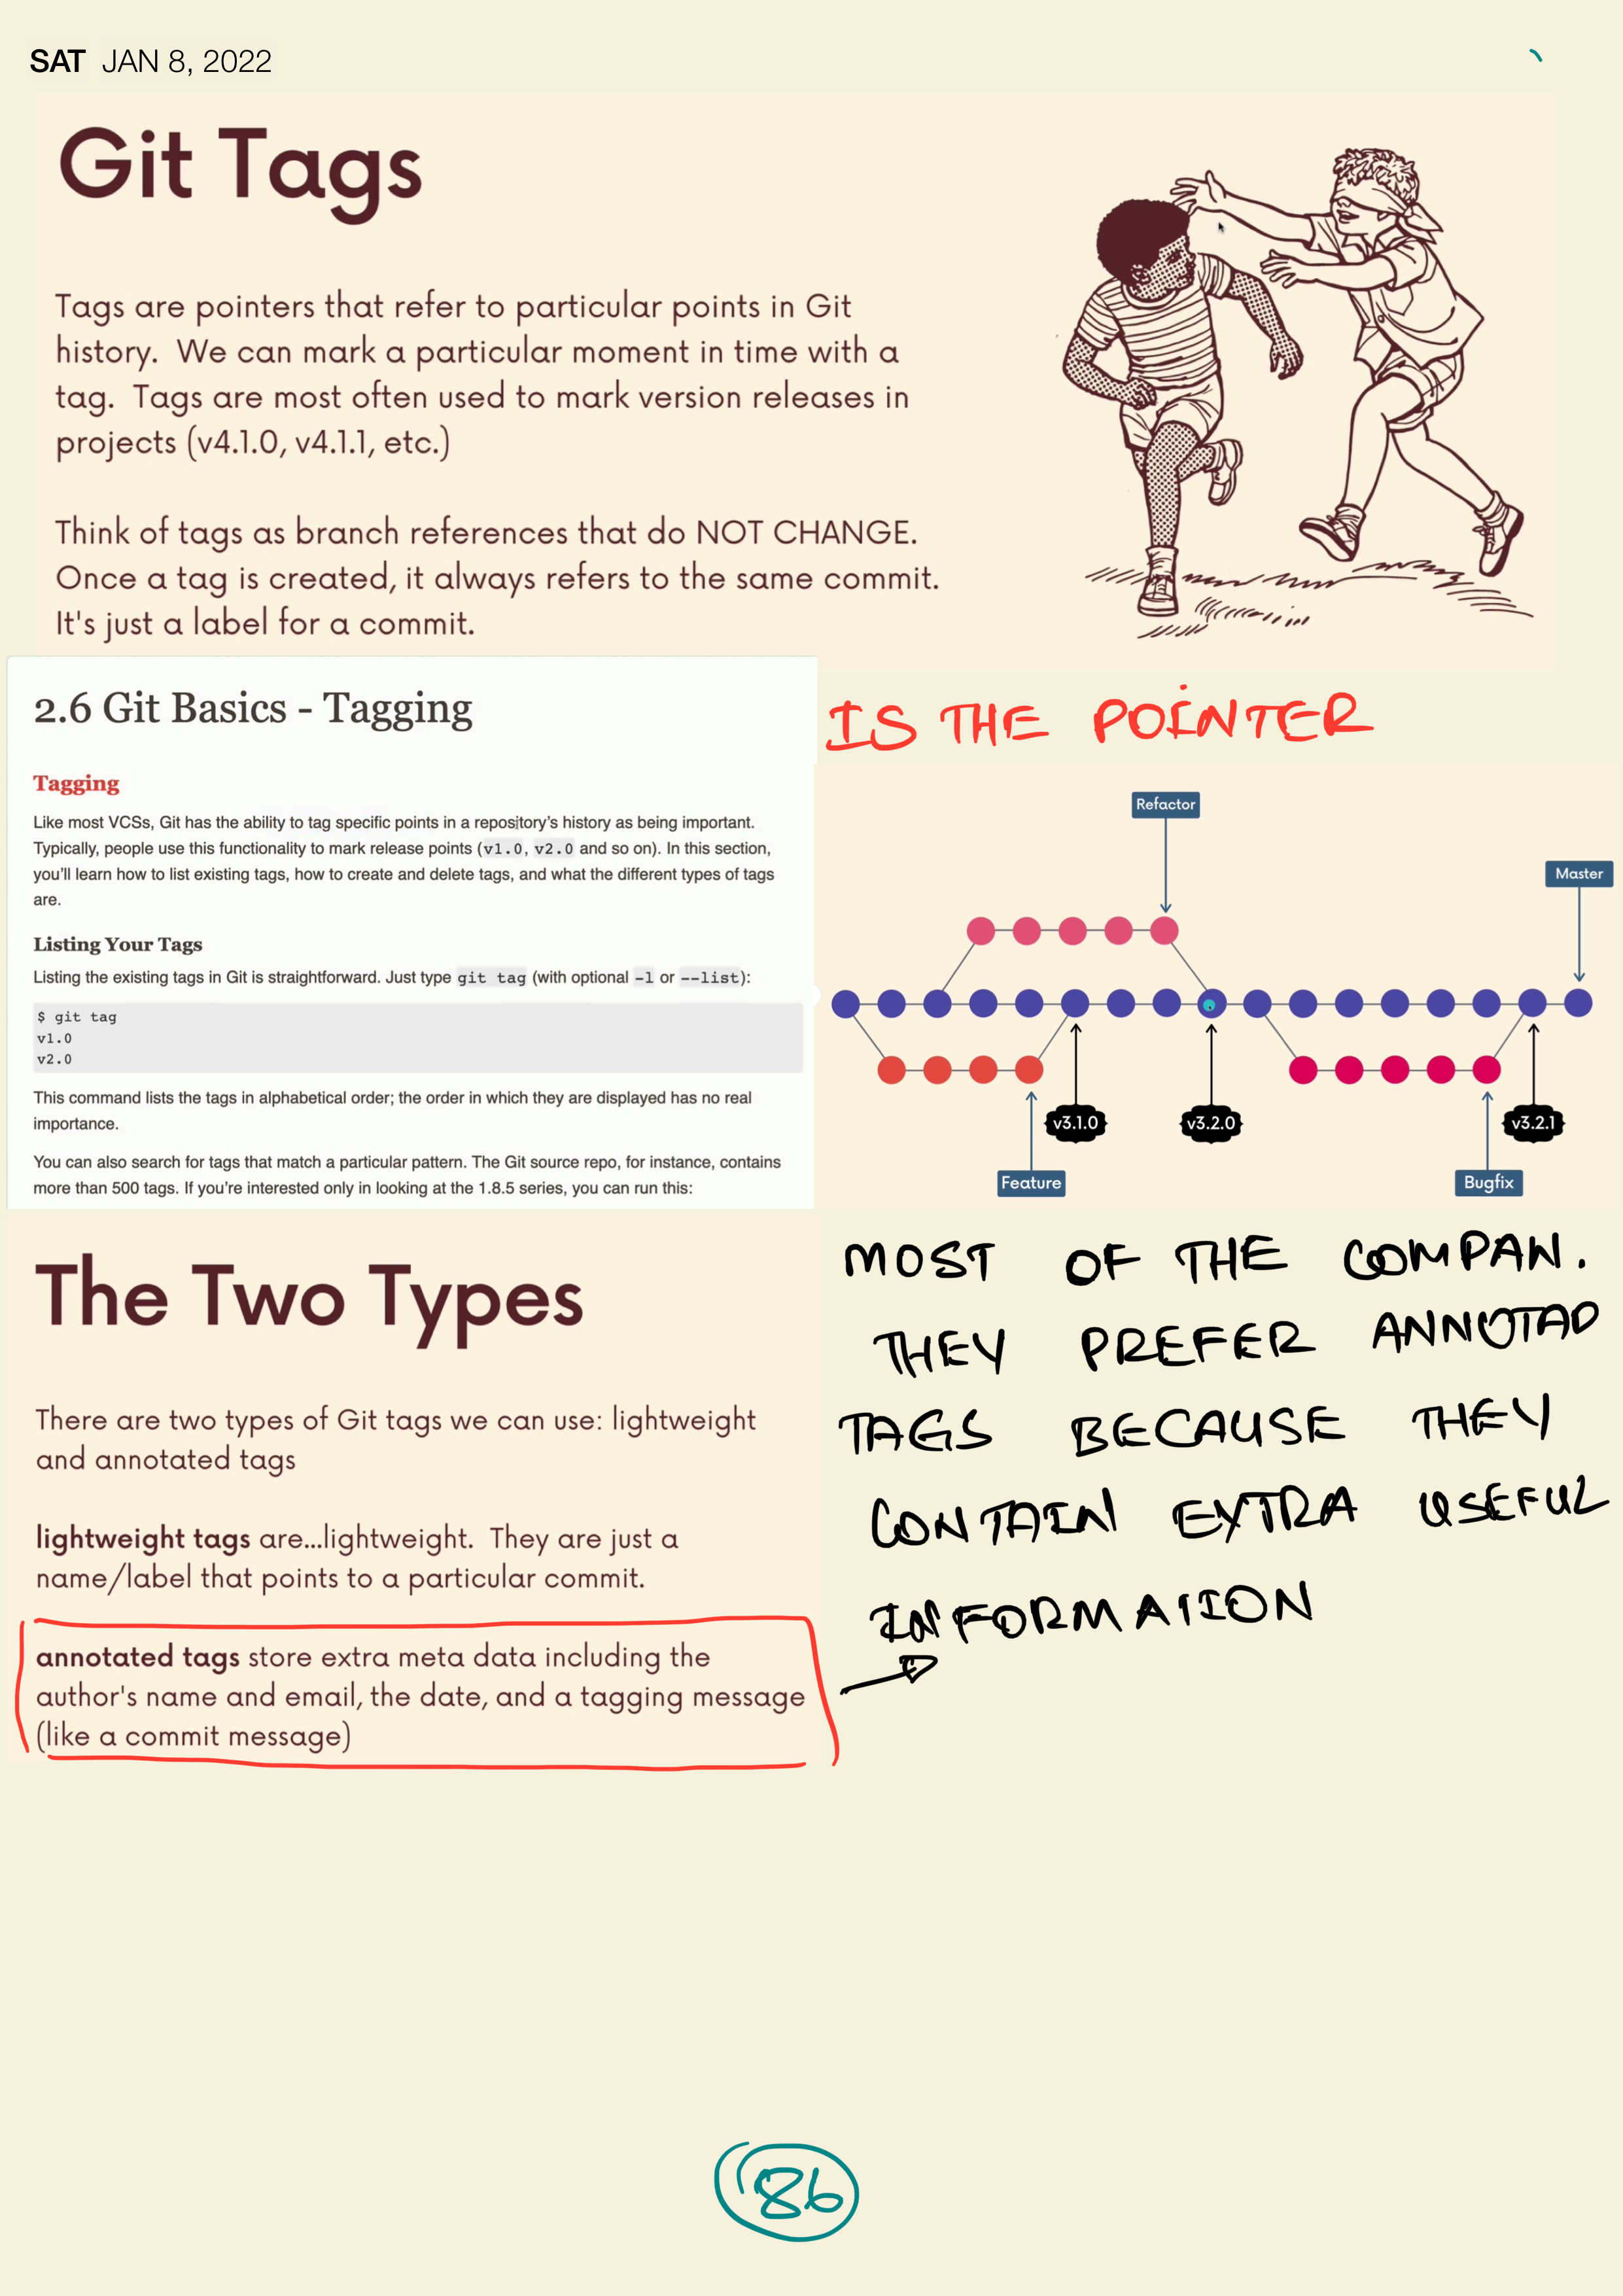 SAT JAN 8, 2022
Git Tags
Tags are pointers that refer to particular points in Git
history. We can mark a particular moment in time with a
tag. Tags are most often used to mark version releases in
projects (v4.1.0, v4.1.1, etc.)
Think of tags as branch references that do NOT CHANGE.
Once a tag is created, it always refers to the same commit.
It's just a label for a commit.
2.6 Git Basics - Tagging
Tagging
Like most VCSs, Git has the ability to tag specific points in a repository's history as being important.
Typically, people use this functionality to mark release points (v1.0, v2.0 and so on). In this section,
you'll learn how to list existing tags, how to create and delete tags, and what the different types of tags
are.
Listing Your Tags
Listing the existing tags in Git is straightforward. Just type git tag (with optional -l or --list):
$ git tag
v1.0
v2.0
This command lists the tags in alphabetical order; the order in which they are displayed has no real
importance.
You can also search for tags that match a particular pattern. The Git source repo, for instance, contains
more than 500 tags. If you're interested only in looking at the 1.8.5 series, you can run this:
IS THE POINTER
Refactor
Master
v3.1.0
v3.2.0
v3.2.1
Feature
Bugfix
The Two Types
There are two types of Git tags we can use: lightweight
and annotated tags
lightweight tags are...lightweight. They are just a
name/label that points to a particular commit.
annotated tags store extra meta data including the
author's name and email, the date, and a tagging message
(like a commit message)
MOST OF THE COMPAN.
THEY PREFER ANNOTAD
TAGS BECAUSE THEY
CONTAIN EXTRA USEFUL
INFORMATION
86